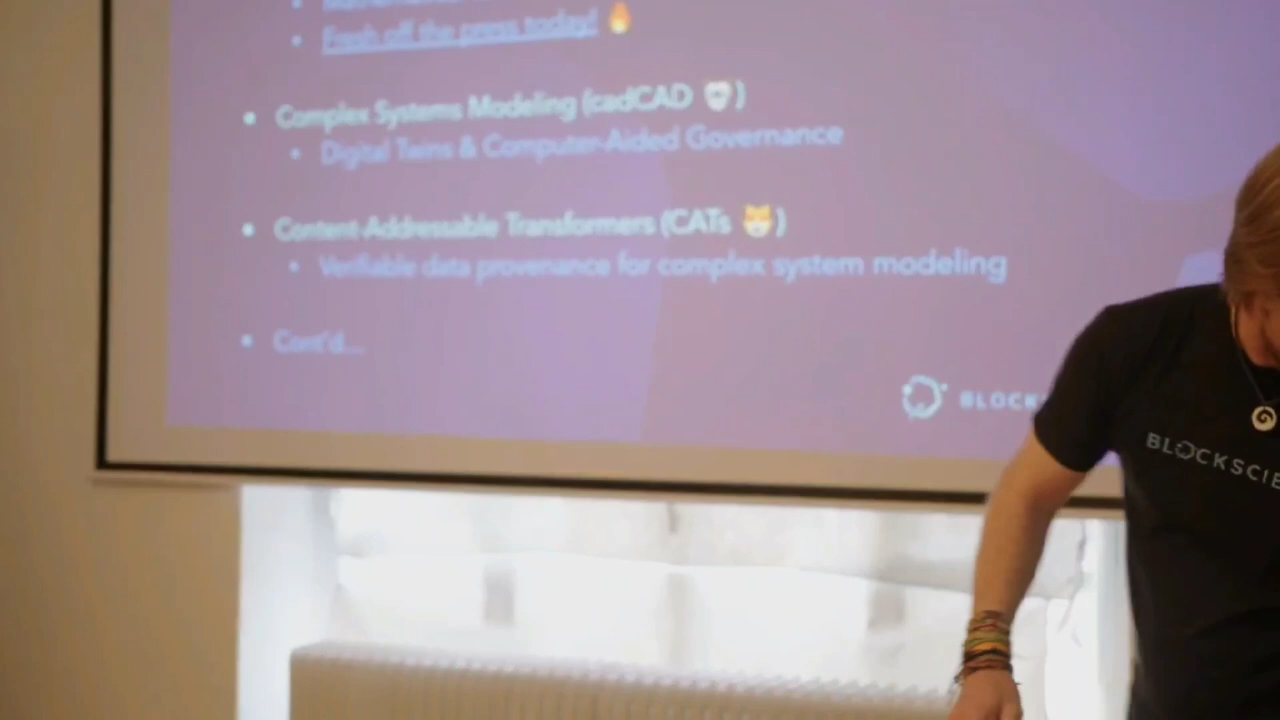 Fresh off the press today! 🔥
Complex Systems Modeling (cadCAD )
Digital Twins & Computer-Aided Governance
Content-Addressable Transformers (CATs 🐱)
Verifiable data provenance for complex system modeling
Cont'd...
BLOCKS
BLOCKSCIE